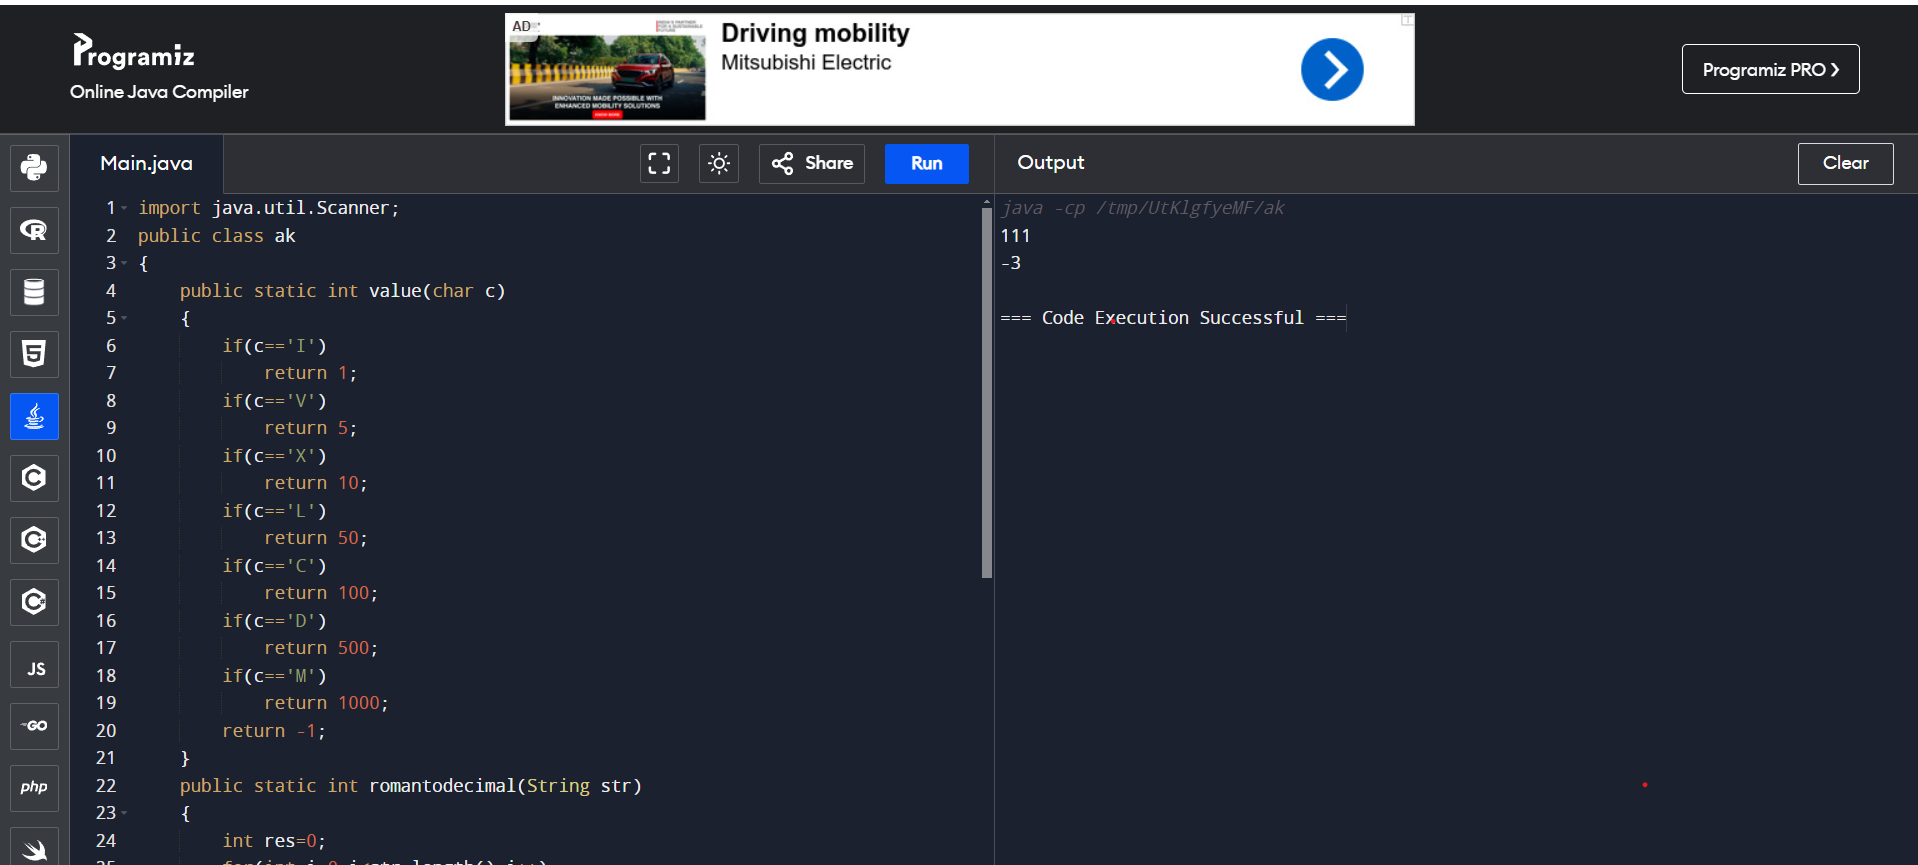 Programiz
Online Java Compiler
AD
INNOVATION MADE POSSIBLE WITH
ENHANCED MOBILITY SOLUTIONS
Driving mobility
Mitsubishi Electric
Programiz PRO ❯
Main.java
Share
Run
Output
Clear
1 import java.util.Scanner;
2 public class ak
3 {
4     public static int value(char c)
5     {
6         if(c=='I')
7             return 1;
8         if(c=='V')
9             return 5;
10         if(c=='X')
11             return 10;
12         if(c=='L')
13             return 50;
14         if(c=='C')
15             return 100;
16         if(c=='D')
17             return 500;
18         if(c=='M')
19             return 1000;
20         return -1;
21     }
22     public static int romantodecimal(String str)
23     {
24         int res=0;
java -cp /tmp/UtKlgfyeMF/ak
111
-3
=== Code Execution Successful ===
JS
GO
php